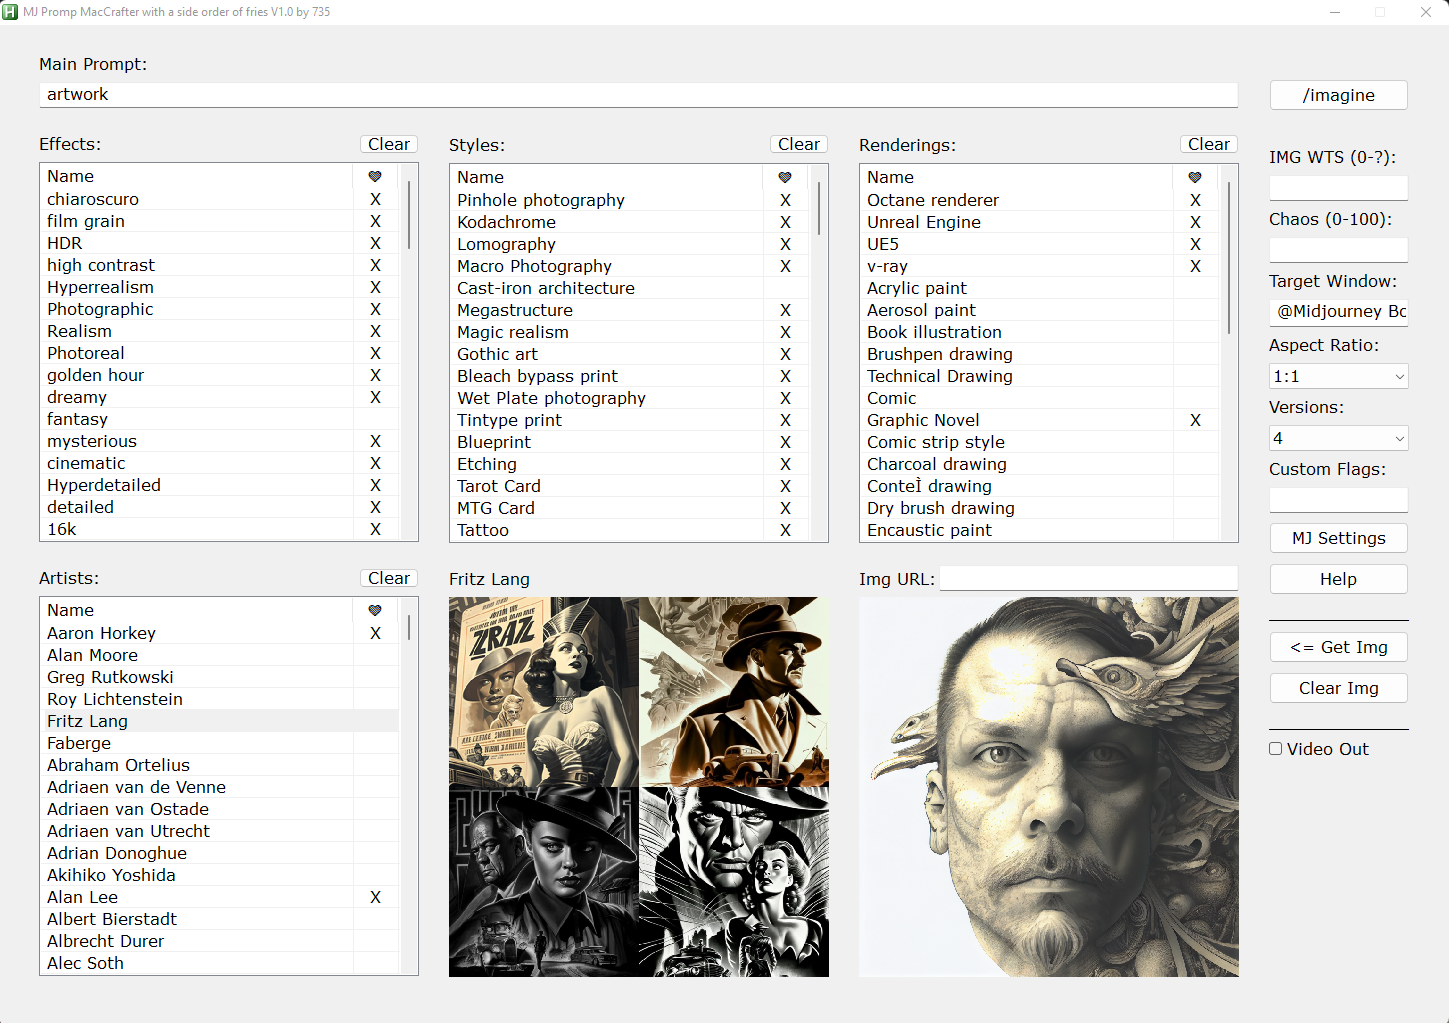 MJ Promp MacCrafter with a side order of fries V1.0 by 735
Main Prompt:
artwork
/imagine
Effects:
Clear
Name
chiaroscuro X
film grain X
HDR X
high contrast X
Hyperrealism X
Photographic X
Realism X
Photoreal X
golden hour X
dreamy X
fantasy
mysterious X
cinematic X
Hyperdetailed X
detailed X
16k X
Styles:
Clear
Name
Pinhole photography X
Kodachrome X
Lomography X
Macro Photography X
Cast-iron architecture
Megastructure X
Magic realism X
Gothic art X
Bleach bypass print X
Wet Plate photography X
Tintype print X
Blueprint X
Etching X
Tarot Card X
MTG Card X
Tattoo X
Renderings:
Clear
Name
Octane renderer X
Unreal Engine X
UE5 X
v-ray X
Acrylic paint
Aerosol paint
Book illustration
Brushpen drawing
Technical Drawing
Comic
Graphic Novel X
Comic strip style
Charcoal drawing
ConteÌ drawing
Dry brush drawing
Encaustic paint
IMG WTS (0-?):
Chaos (0-100):
Target Window:
@Midjourney Bo
Aspect Ratio:
1:1
Versions:
4
Custom Flags:
MJ Settings
Help
<= Get Img
Clear Img
Video Out
Artists:
Clear
Name
Aaron Horkey X
Alan Moore
Greg Rutkowski
Roy Lichtenstein
Fritz Lang
Faberge
Abraham Ortelius
Adriaen van de Venne
Adriaen van Ostade
Adriaen van Utrecht
Adrian Donoghue
Akihiko Yoshida
Alan Lee X
Albert Bierstadt
Albrecht Durer
Alec Soth
Fritz Lang
Img URL: